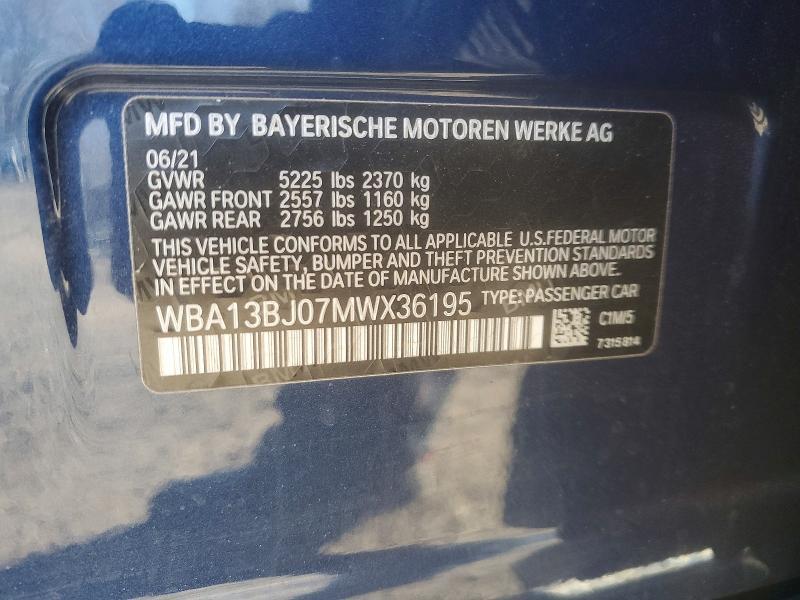 MFD BY BAYERISCHE MOTOREN WERKE AG
06/21
GVWR 5225 lbs 2370 kg
GAWR FRONT 2557 lbs 1160 kg
GAWR REAR 2756 lbs 1250 kg
THIS VEHICLE CONFORMS TO ALL APPLICABLE U.S.FEDERAL MOTOR
VEHICLE SAFETY, BUMPER AND THEFT PREVENTION STANDARDS
IN EFFECT ON THE DATE OF MANUFACTURE SHOWN ABOVE.
WBA13BJ07MWX36195 TYPE: PASSENGER CAR
C1MI5
7315814